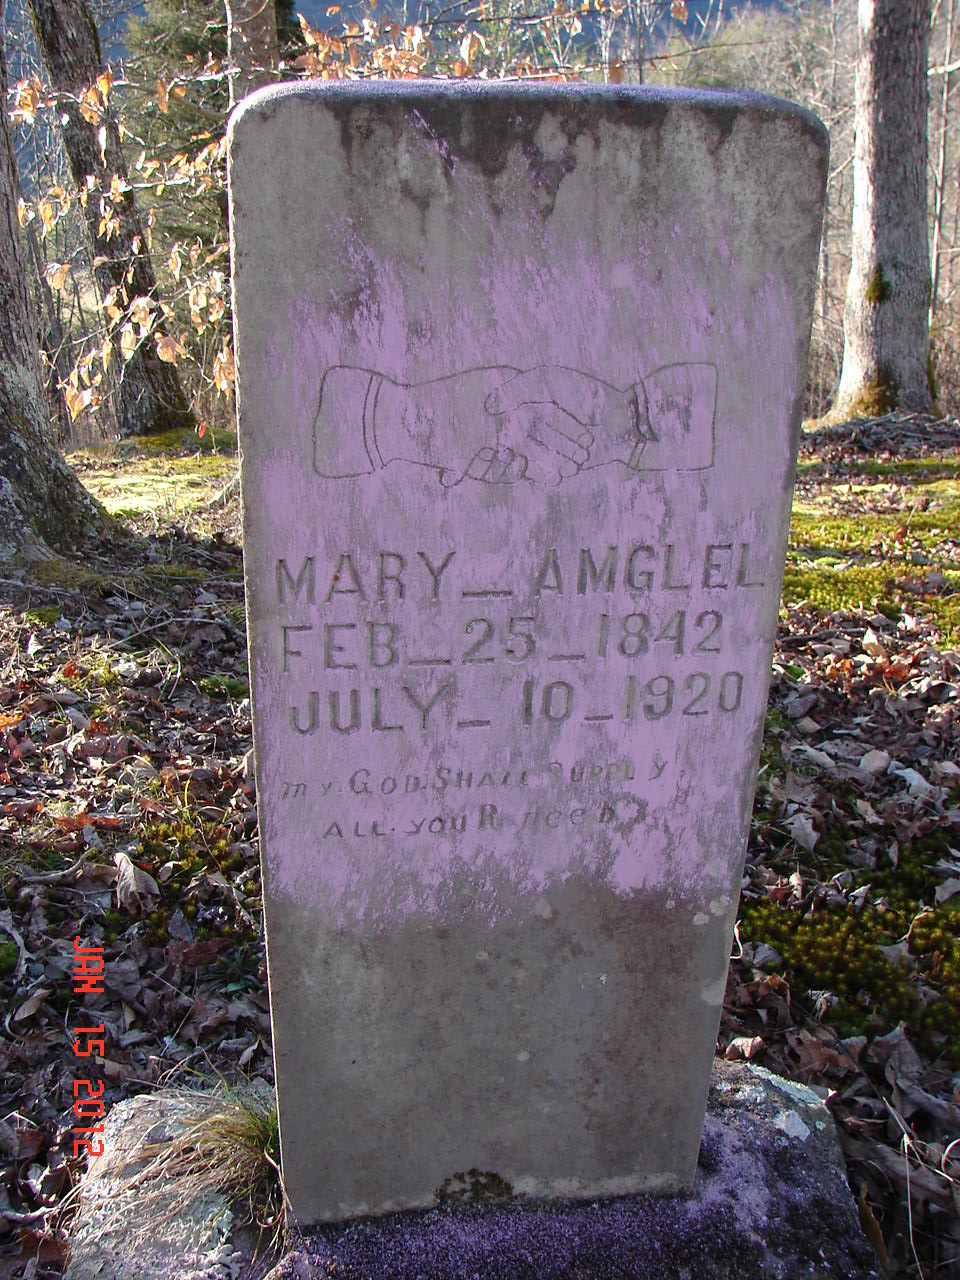 MARY_AMGLEL
FEB_25_1842
JULY_10_1920
my. GOD. SHALL SUPPLY
ALL. YOUR neeD
JAN 15 2012